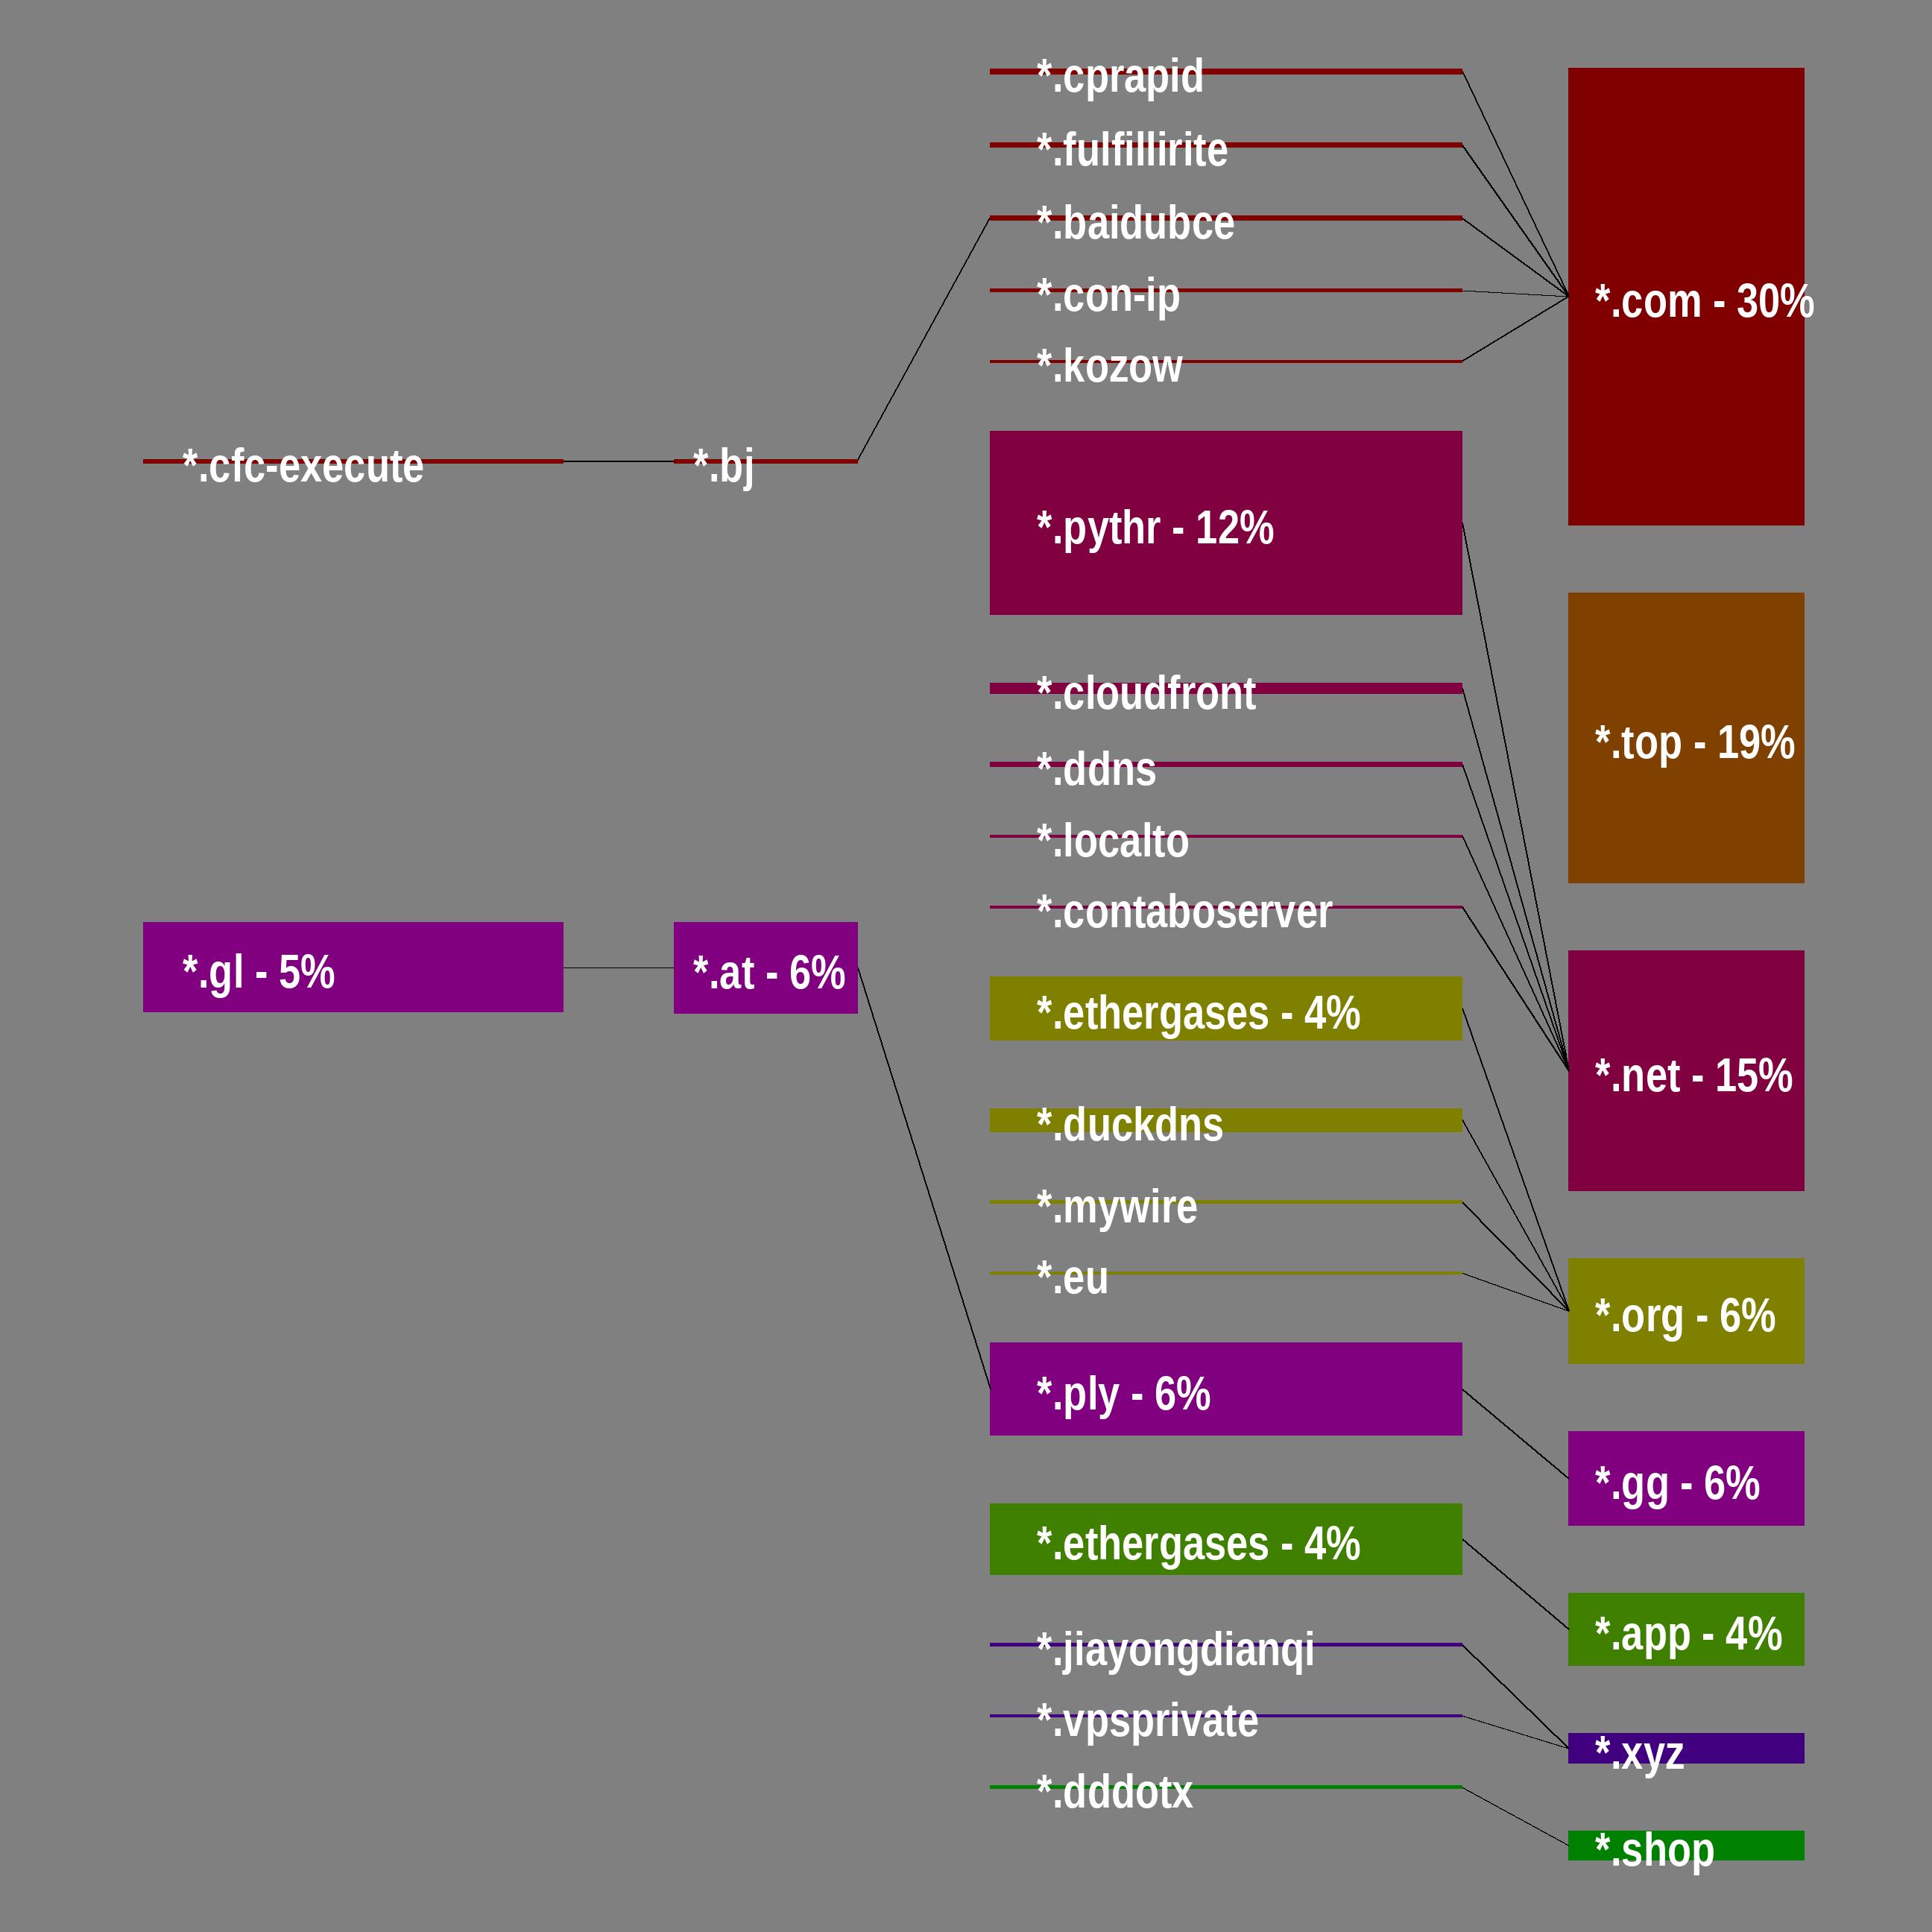 *.cprapid
*.fulfillirite
*.baidubce
*.con-ip
*.com - 30%
*.kozow
*.cfc-execute
*.bj
*.pythr - 12%
*.cloudfront
*.top - 19%
*.ddns
*.localto
*.contaboserver
*.gl - 5%
*.at - 6%
*.ethergases - 4%
*.net - 15%
*.duckdns
*.mywire
*.eu
*.org - 6%
*.ply - 6%
*.gg - 6%
*.ethergases - 4%
*.app - 4%
*.jiayongdianqi
*.vpsprivate
*.xyz
*.dddotx
*.shop